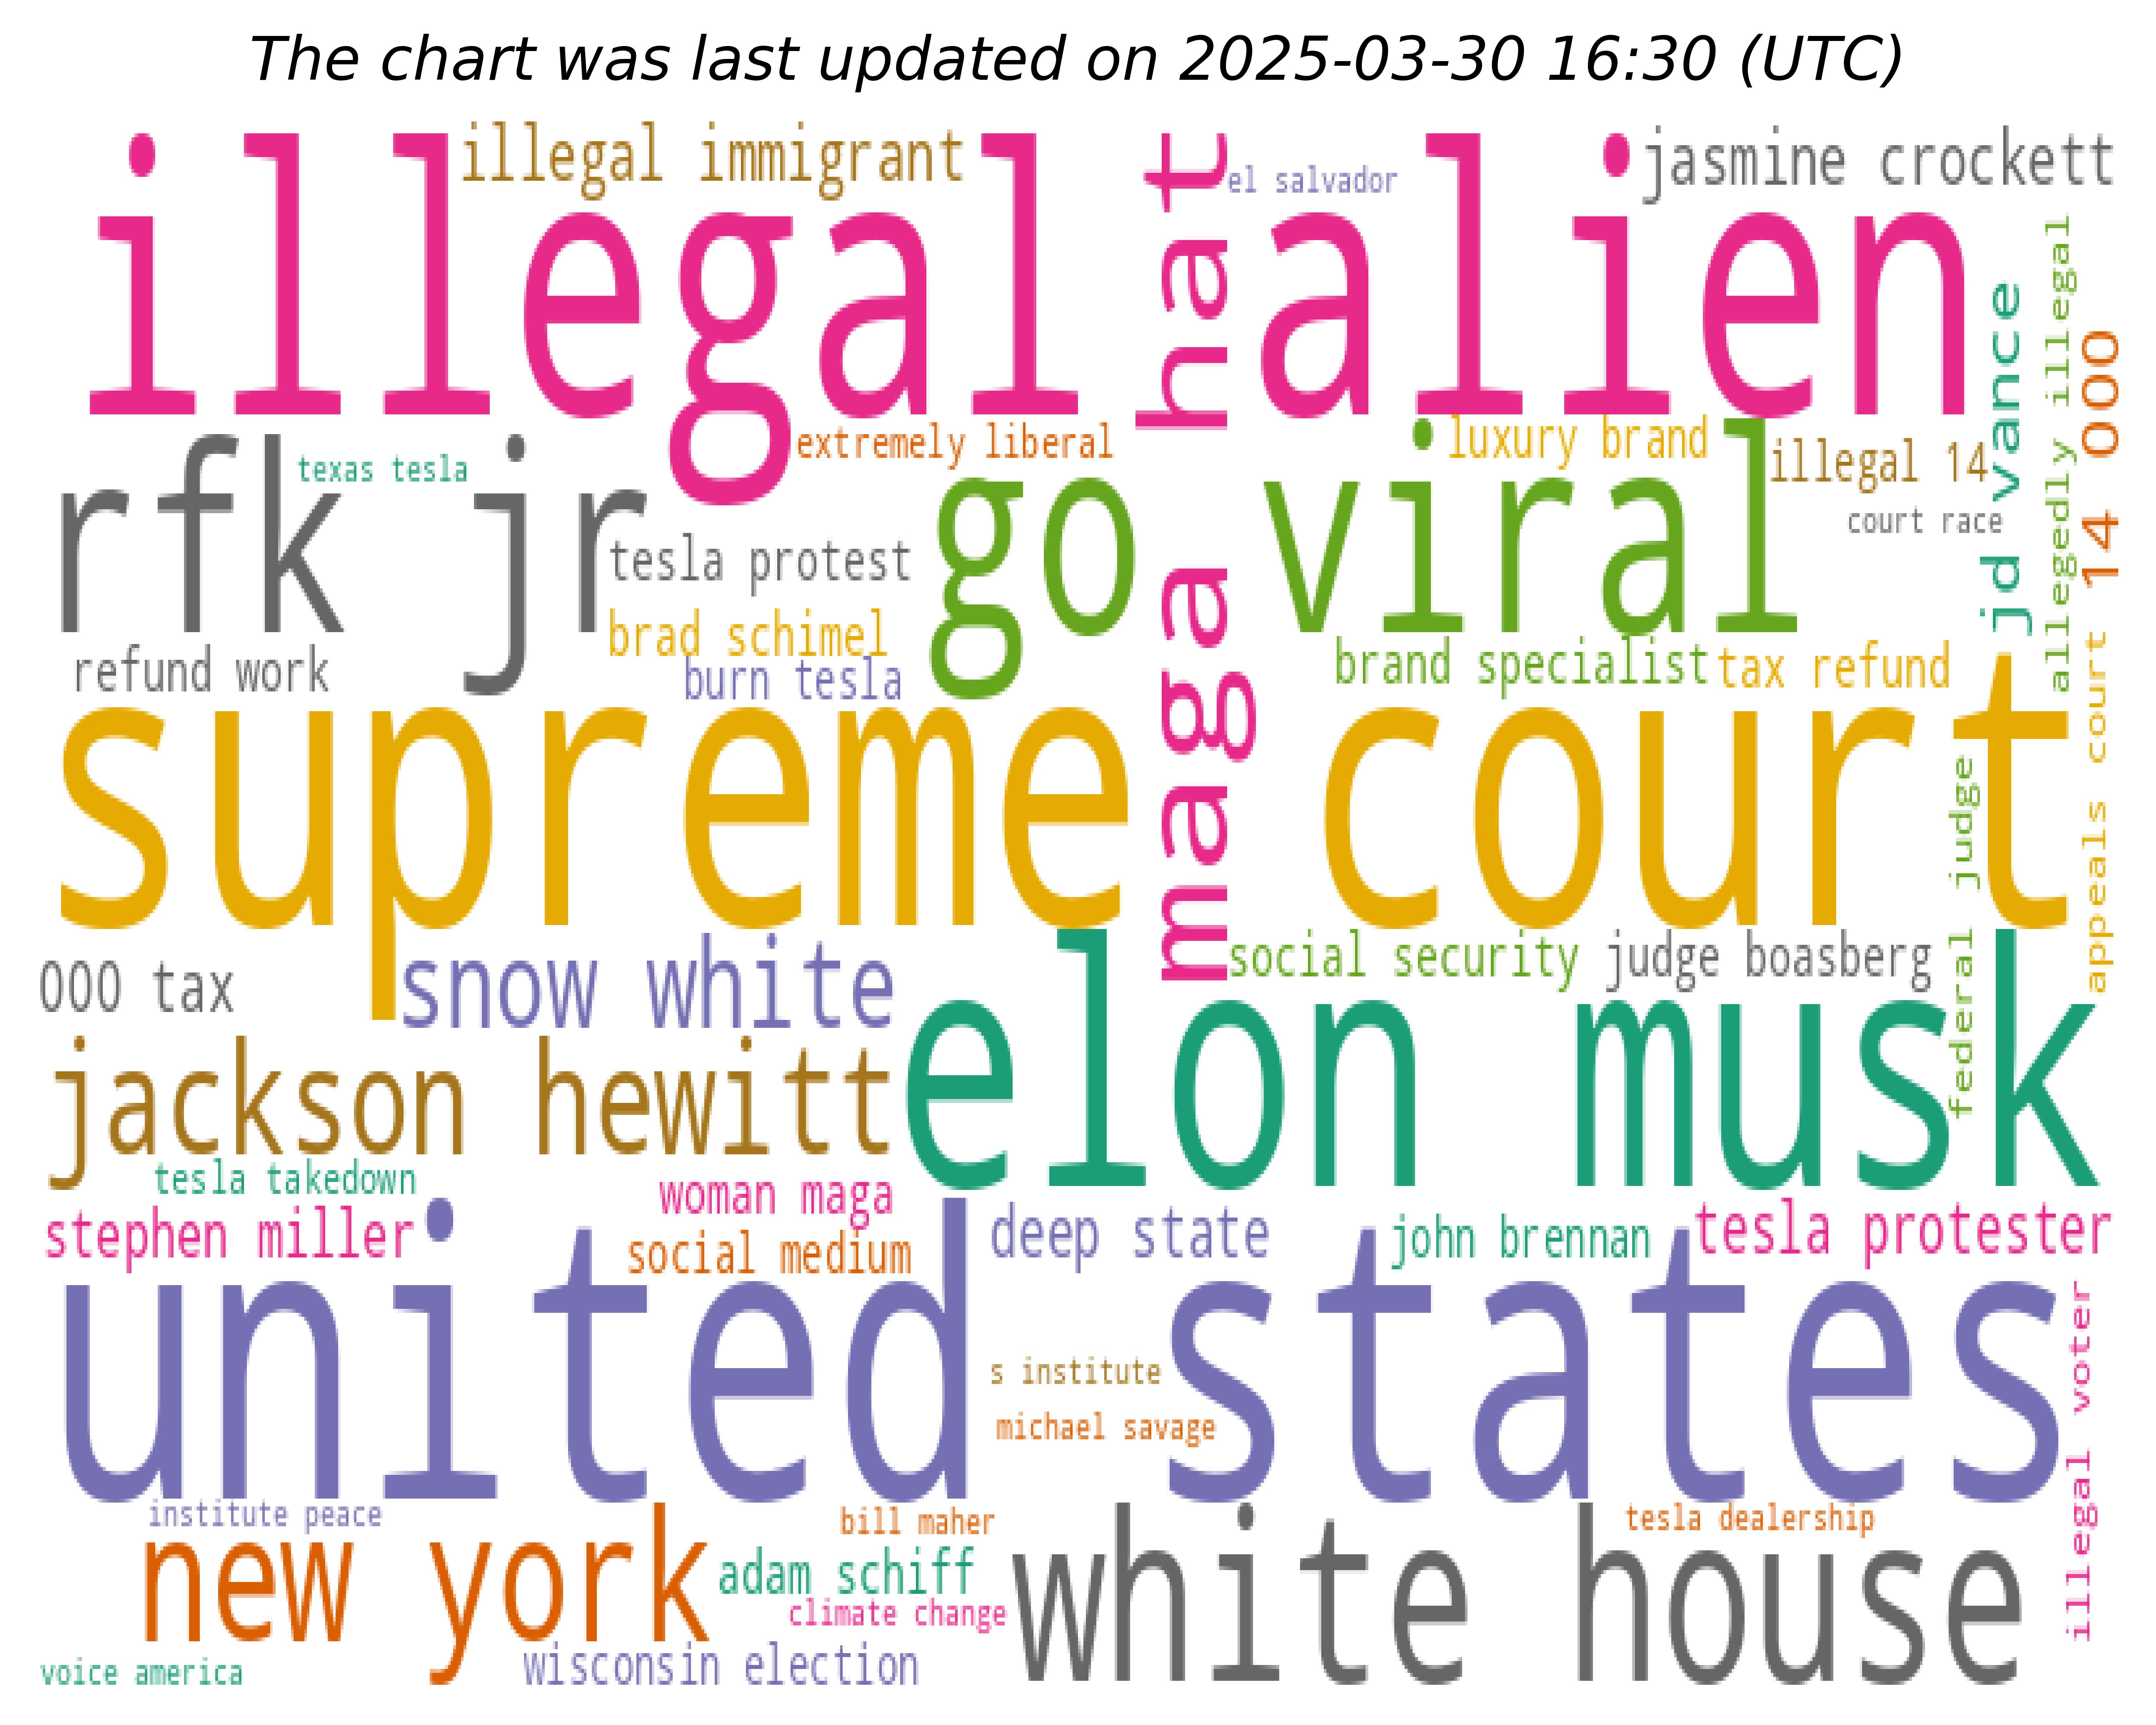 The chart was last updated on 2025-03-30 16:30 (UTC)
illegal immigrant
el salvador
jasmine crockett
illegal alien
maga hat
jd vance
allegedly illegal
14 000
extremely liberal
luxury brand
illegal 14
texas tesla
rfk jr
go viral
court race
tesla protest
brad schimel
refund work
burn tesla
brand specialist
tax refund
appeals court
supreme court
federal judge
000 tax
snow white
social security
judge boasberg
elon musk
jackson hewitt
tesla takedown
woman maga
stephen miller
social medium
deep state
john brennan
tesla protester
united states
s institute
michael savage
illegal voter
institute peace
bill maher
tesla dealership
new york
adam schiff
white house
climate change
wisconsin election
voice america